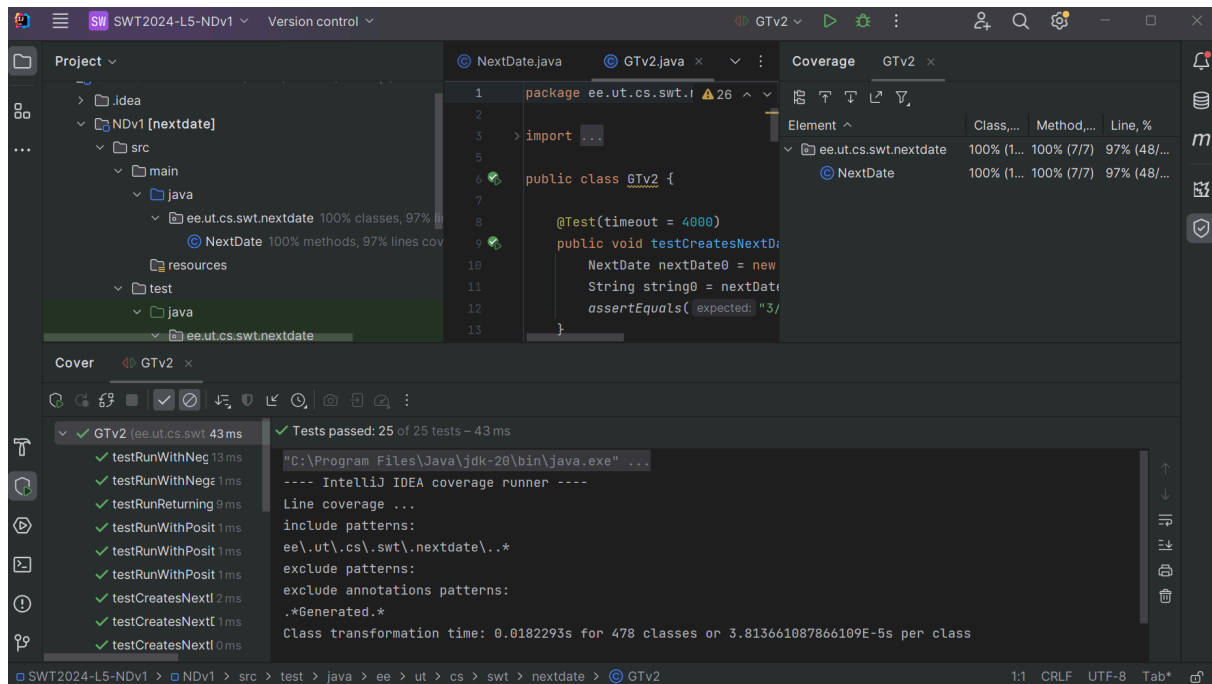 SW SWT2024-L5-NDv1 Version control GTv2
Project
.idea
NDv1 [nextdate]
src
main
java
ee.ut.cs.swt.nextdate 100% classes, 97% li
NextDate 100% methods, 97% lines cov
resources
test
java
ee.ut.cs.swt.nextdate
NextDate.java GTv2.java
1 package ee.ut.cs.swt.r 26
2
3 import ...
5
6 public class GTv2 {
7
8 @Test(timeout = 4000)
9 public void testCreatesNextDa
10 NextDate nextDate0 = new
11 String string0 = nextDate
12 assertEquals( expected: "3/
13 }
Coverage GTv2
Element Class,... Method,... Line, %
ee.ut.cs.swt.nextdate 100% (1... 100% (7/7) 97% (48/...
NextDate 100% (1... 100% (7/7) 97% (48/...
m
Cover GTv2
GTv2 (ee.ut.cs.swt 43 ms
testRunWithNeg 13 ms
testRunWithNega 1 ms
testRunReturning 9 ms
testRunWithPosit 1 ms
testRunWithPosit 1 ms
testRunWithPosit 1 ms
testCreatesNextI 2 ms
testCreatesNextD 1 ms
testCreatesNextI 0 ms
Tests passed: 25 of 25 tests – 43 ms
"C:\Program Files\Java\jdk-20\bin\java.exe" ...
---- IntelliJ IDEA coverage runner ----
Line coverage ...
include patterns:
ee\.ut\.cs\.swt\.nextdate\..*
exclude patterns:
exclude annotations patterns:
.*Generated.*
Class transformation time: 0.0182293s for 478 classes or 3.813661087866109E-5s per class
SWT2024-L5-NDv1 > NDv1 > src > test > java > ee > ut > cs > swt > nextdate > GTv2 1:1 CRLF UTF-8 Tab*